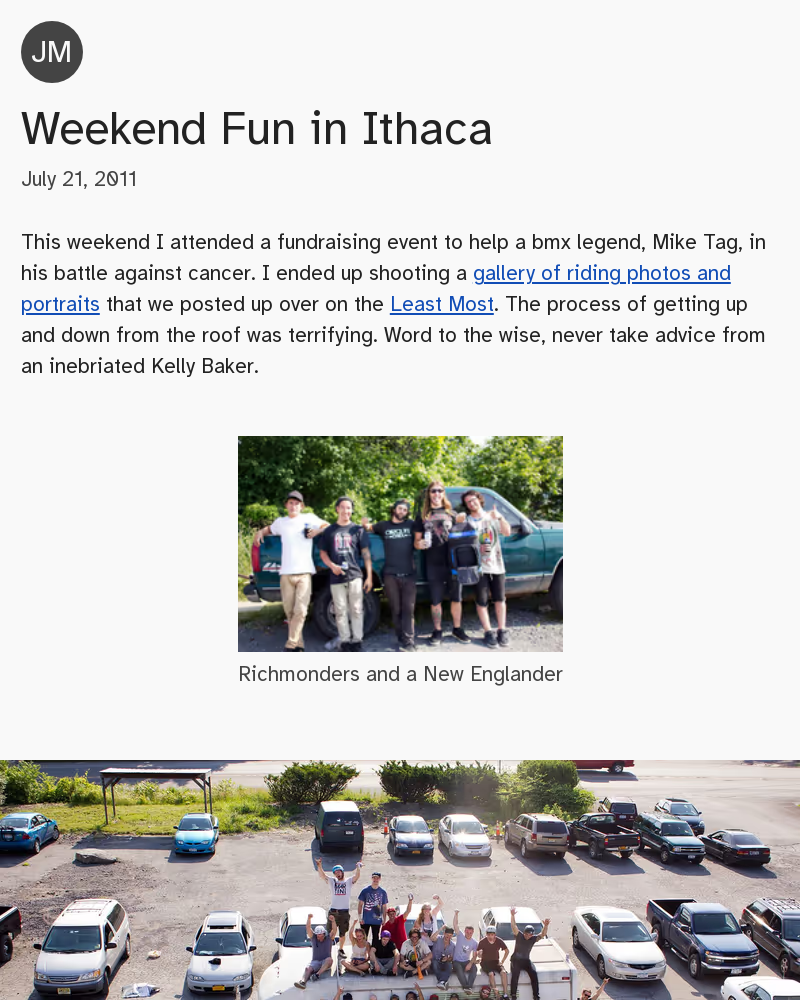 JM
Weekend Fun in Ithaca
July 21, 2011
This weekend I attended a fundraising event to help a bmx legend, Mike Tag, in
his battle against cancer. I ended up shooting a gallery of riding photos and
portraits that we posted up over on the Least Most. The process of getting up
and down from the roof was terrifying. Word to the wise, never take advice from
an inebriated Kelly Baker.
Richmonders and a New Englander